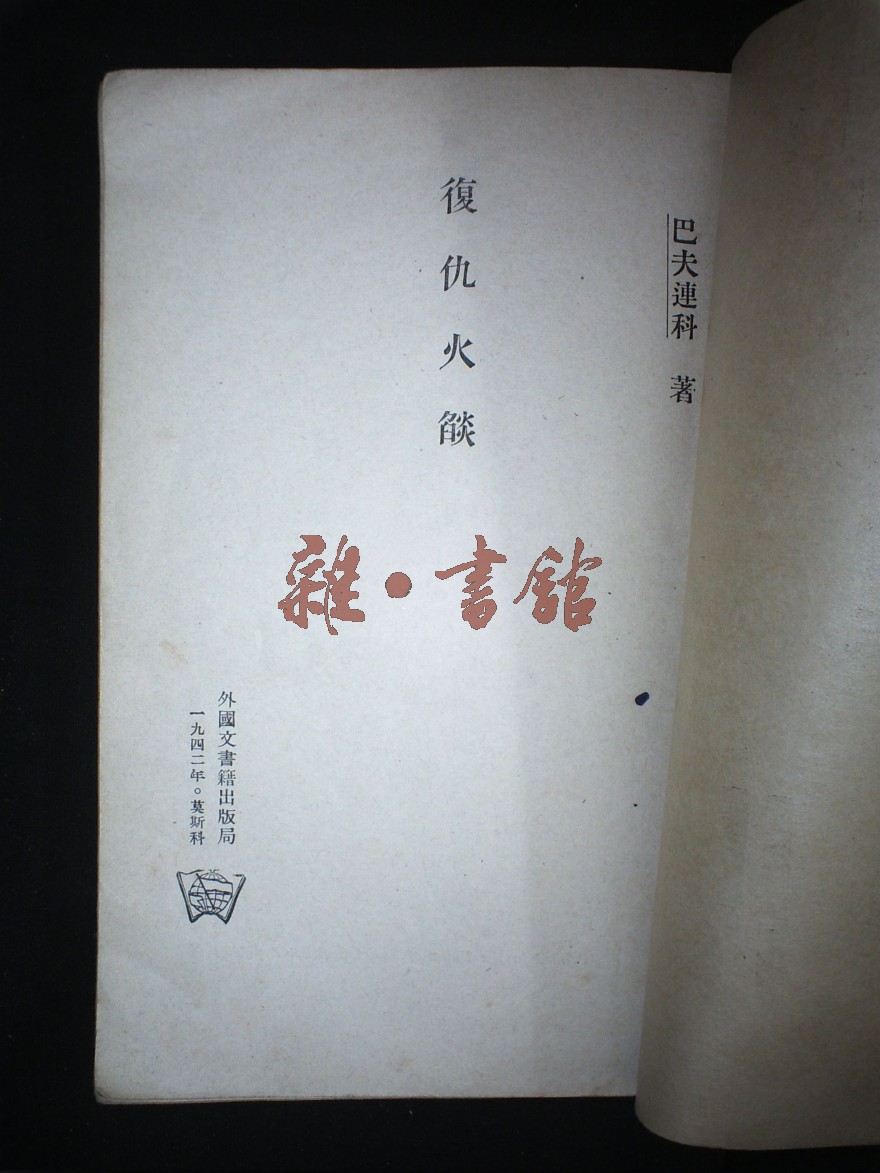 巴夫連科 著
復仇火燄
雜·書館
外國文書籍出版局
一九四二年。莫斯科